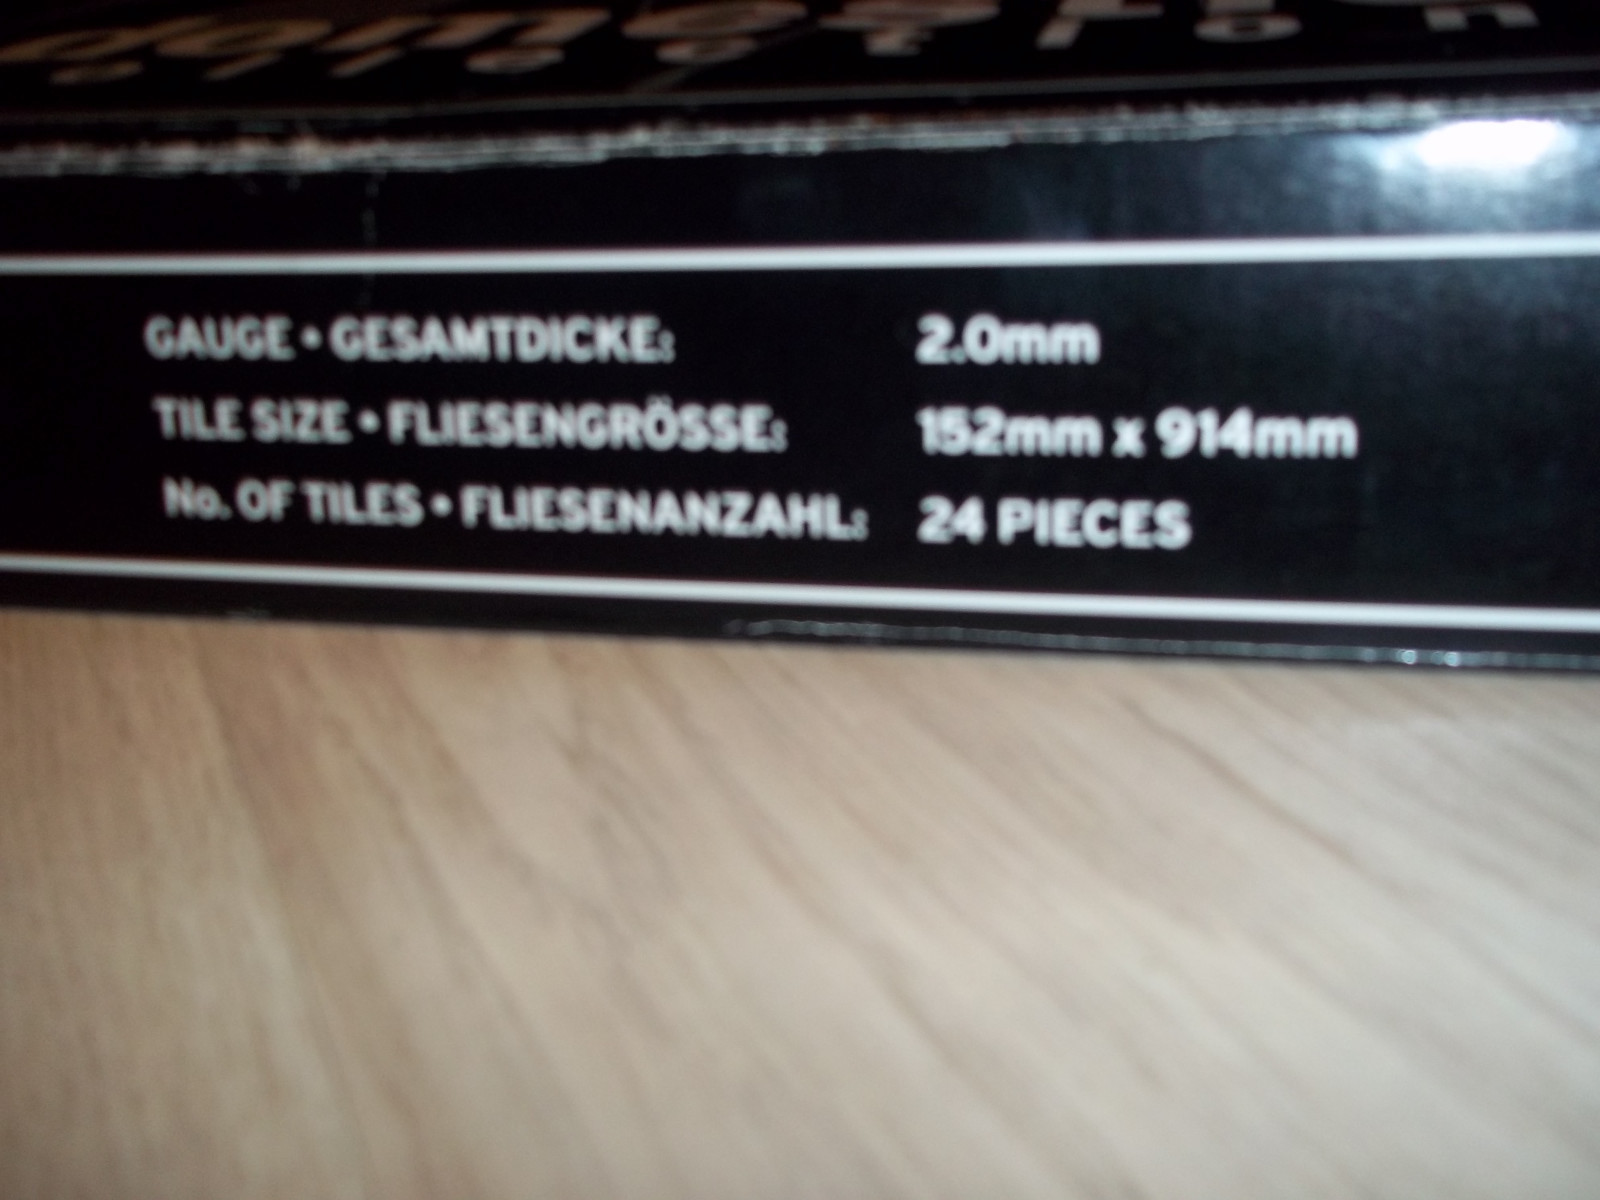 GAUGE • GESAMTDICKE: 2.0mm
TILE SIZE • FLIESENGRÖSSE: 152mm x 914mm
No. OF TILES • FLIESENANZAHL: 24 PIECES